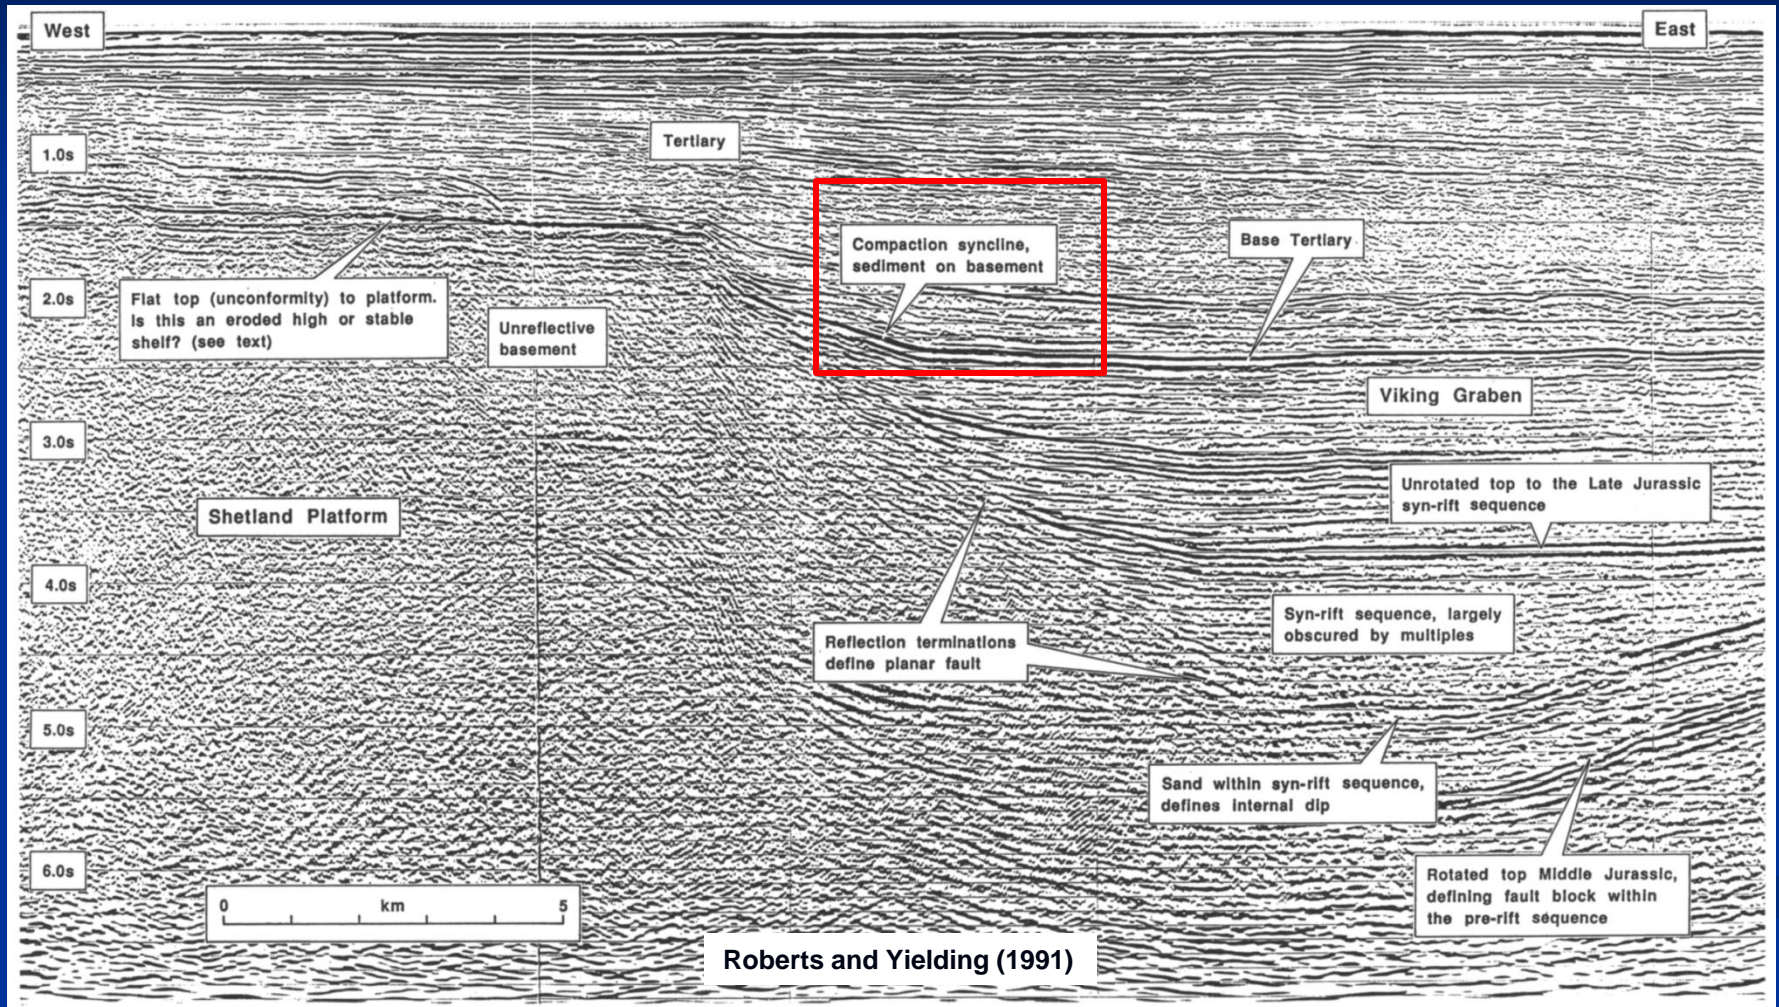 West
East
Tertiary
1.0s
Compaction syncline,
sediment on basement
Base Tertiary
2.0s
Flat top (unconformity) to platform.
Is this an eroded high or stable
shelf? (see text)
Unreflective
basement
Viking Graben
3.0s
Unrotated top to the Late Jurassic
syn-rift sequence
Shetland Platform
4.0s
Syn-rift sequence, largely
obscured by multiples
Reflection terminations
define planar fault
5.0s
Sand within syn-rift sequence,
defines internal dip
6.0s
Rotated top Middle Jurassic,
defining fault block within
the pre-rift sequence
0 km 5
Roberts and Yielding (1991)